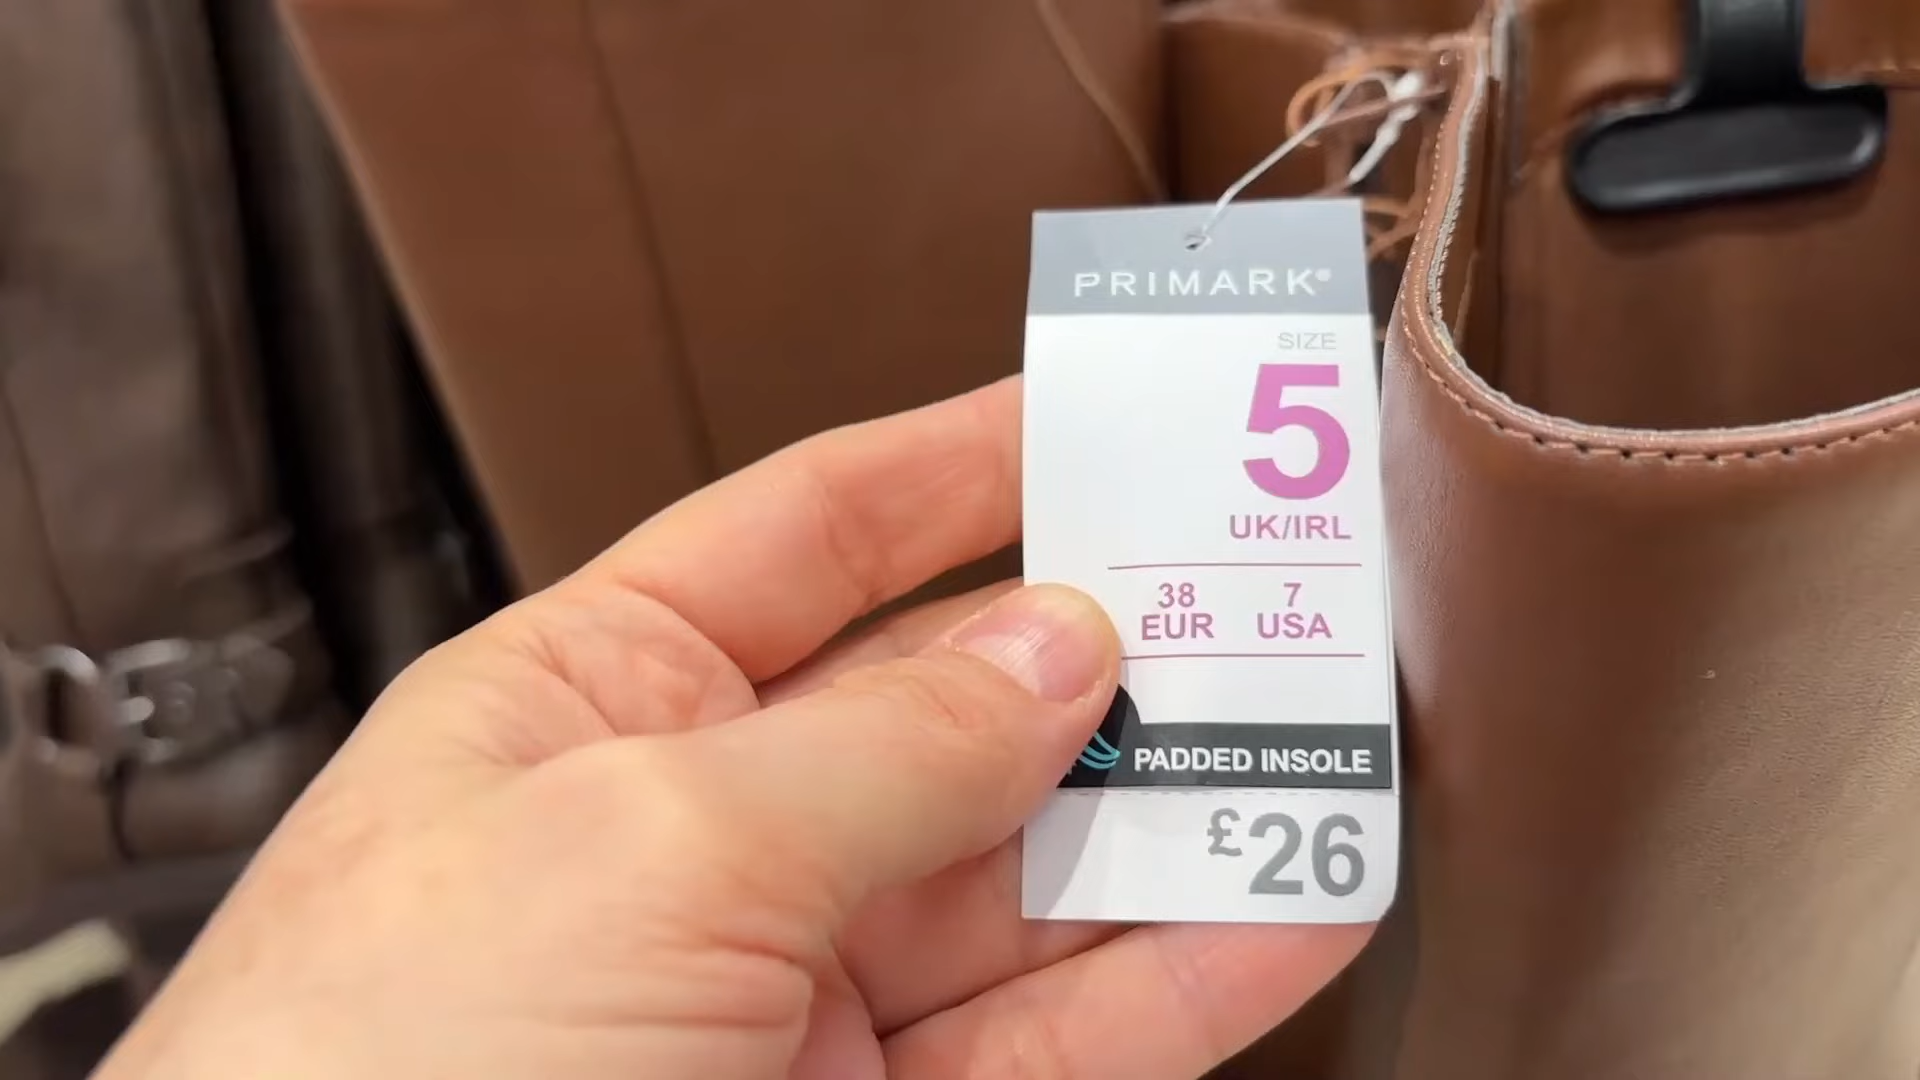 PRIMARK®
SIZE
5
UK/IRL
38 7
EUR USA
PADDED INSOLE
£26